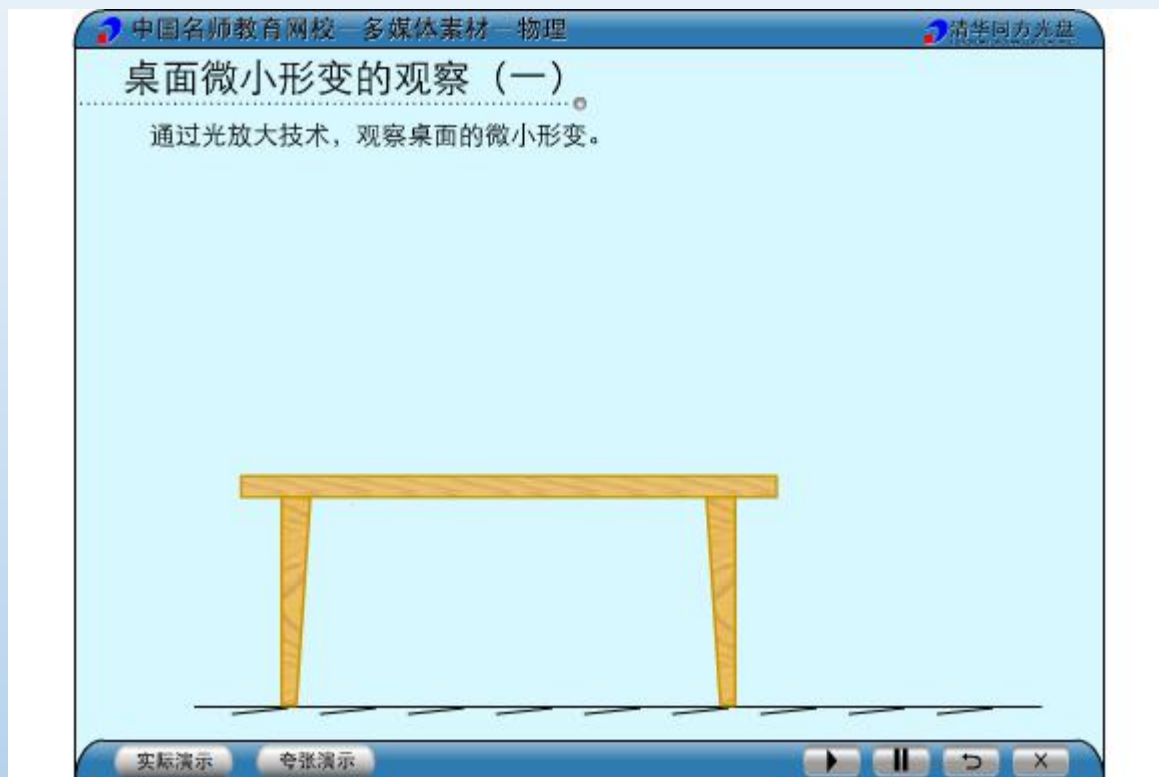 中国名师教育网校—多媒体素材—物理
清华同方光盘
桌面微小形变的观察（一）
通过光放大技术，观察桌面的微小形变。
实际演示
夸张演示